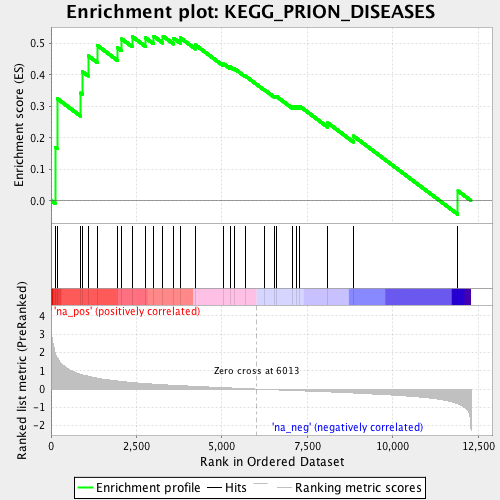 Enrichment plot: KEGG_PRION_DISEASES
Enrichment score (ES)
0.5
0.4
0.3
0.2
0.1
0.0
'na_pos' (positively correlated)
Ranked list metric (PreRanked)
4
3
2
1
0
-1
-2
Zero cross at 6013
'na_neg' (negatively correlated)
0 2,500 5,000 7,500 10,000 12,500
Rank in Ordered Dataset
Enrichment profile Hits Ranking metric scores